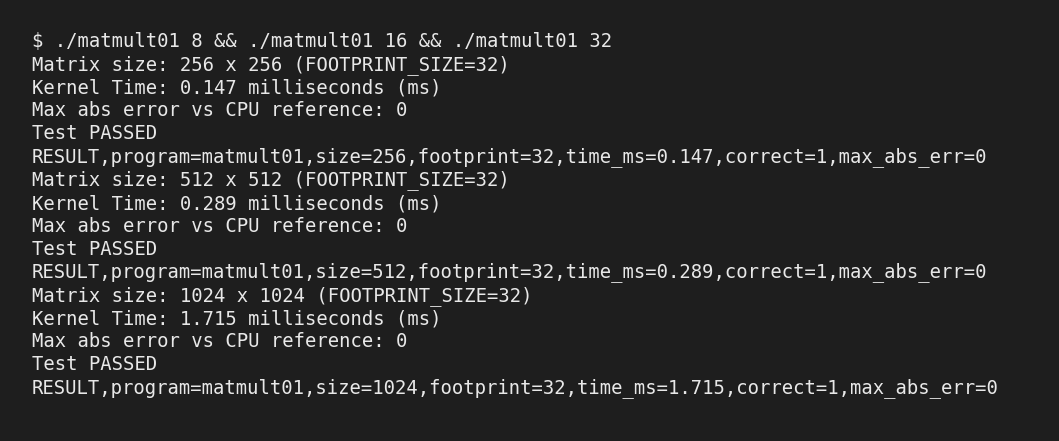 $ ./matmult01 8 && ./matmult01 16 && ./matmult01 32
Matrix size: 256 x 256 (FOOTPRINT_SIZE=32)
Kernel Time: 0.147 milliseconds (ms)
Max abs error vs CPU reference: 0
Test PASSED
RESULT,program=matmult01,size=256,footprint=32,time_ms=0.147,correct=1,max_abs_err=0
Matrix size: 512 x 512 (FOOTPRINT_SIZE=32)
Kernel Time: 0.289 milliseconds (ms)
Max abs error vs CPU reference: 0
Test PASSED
RESULT,program=matmult01,size=512,footprint=32,time_ms=0.289,correct=1,max_abs_err=0
Matrix size: 1024 x 1024 (FOOTPRINT_SIZE=32)
Kernel Time: 1.715 milliseconds (ms)
Max abs error vs CPU reference: 0
Test PASSED
RESULT,program=matmult01,size=1024,footprint=32,time_ms=1.715,correct=1,max_abs_err=0